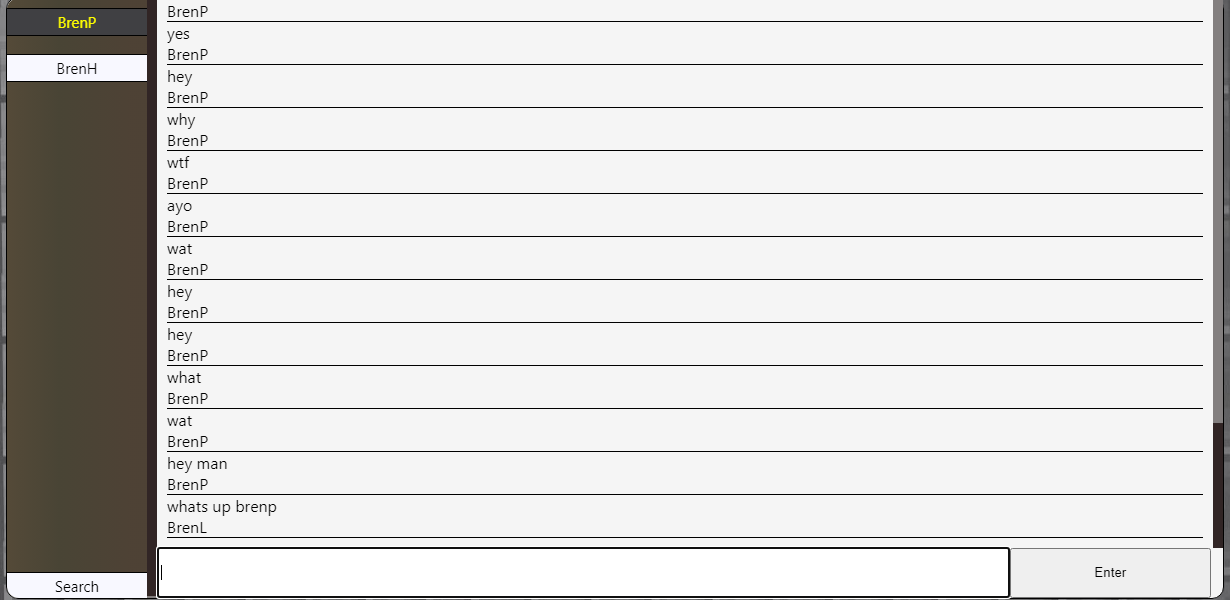 BrenP
BrenH
Search
BrenP
yes
BrenP
hey
BrenP
why
BrenP
wtf
BrenP
ayo
BrenP
wat
BrenP
hey
BrenP
hey
BrenP
what
BrenP
wat
BrenP
hey man
BrenP
whats up brenp
BrenL
Enter